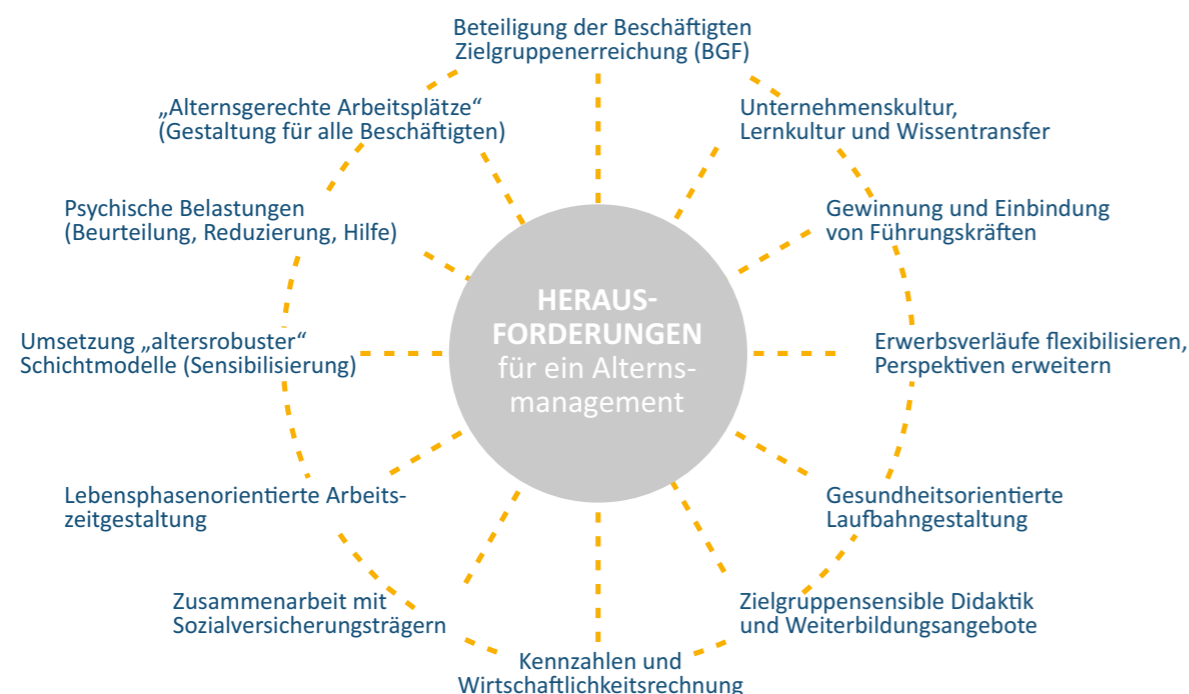 Beteiligung der Beschäftigten
Zielgruppenerreichung (BGF)
„Alternsgerechte Arbeitsplätze“
(Gestaltung für alle Beschäftigten)
Unternehmenskultur,
Lernkultur und Wissentransfer
Psychische Belastungen
(Beurteilung, Reduzierung, Hilfe)
Gewinnung und Einbindung
von Führungskräften
HERAUS-
FORDERUNGEN
für ein Alterns-
management
Umsetzung „altersrobuster“
Schichtmodelle (Sensibilisierung)
Erwerbsverläufe flexibilisieren,
Perspektiven erweitern
Lebensphasenorientierte Arbeits-
zeitgestaltung
Gesundheitsorientierte
Laufbahngestaltung
Zusammenarbeit mit
Sozialversicherungsträgern
Zielgruppensensible Didaktik
und Weiterbildungsangebote
Kennzahlen und
Wirtschaftlichkeitsrechnung